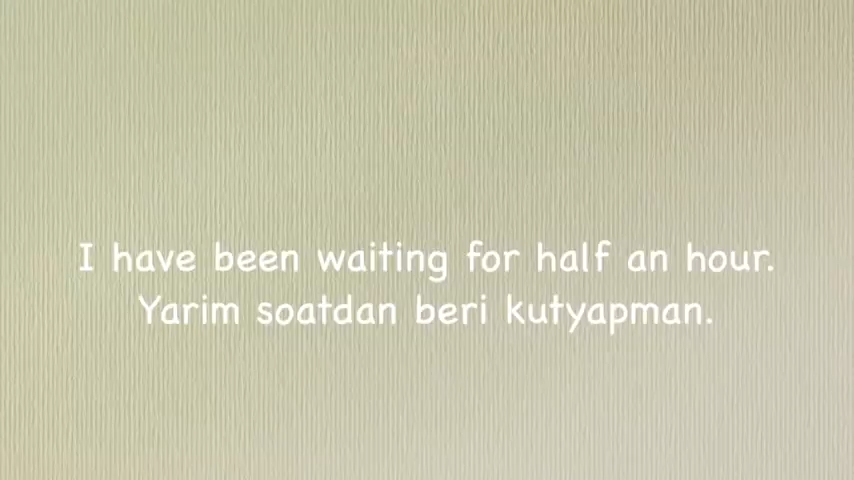 I have been waiting for half an hour.
Yarim soatdan beri kutyapman.